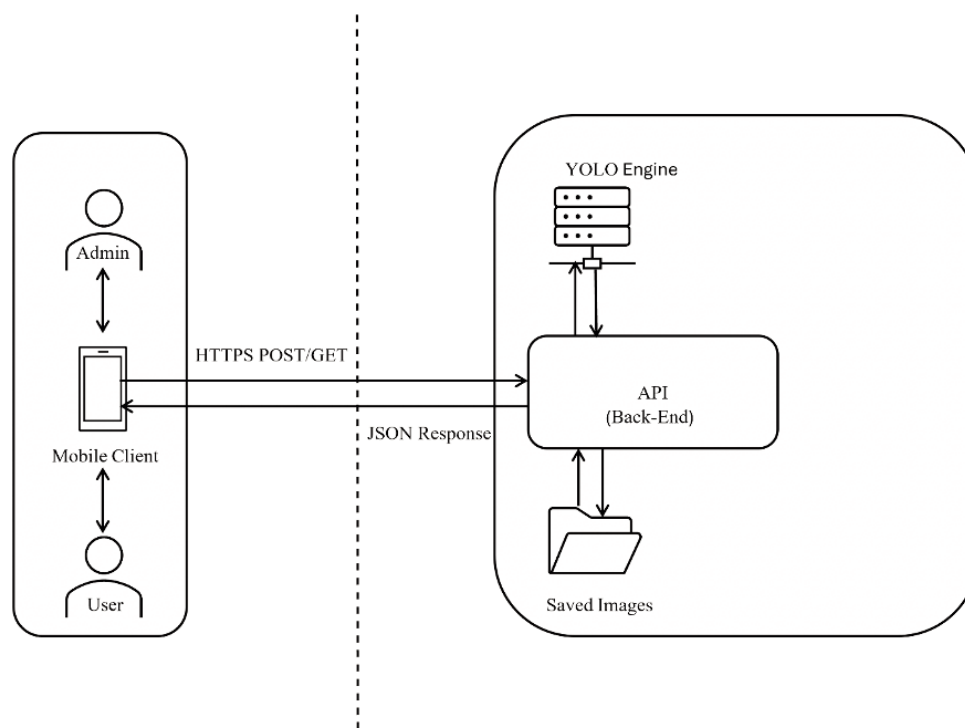 YOLO Engine
Admin
HTTPS POST/GET
API
(Back-End)
JSON Response
Mobile Client
User
Saved Images